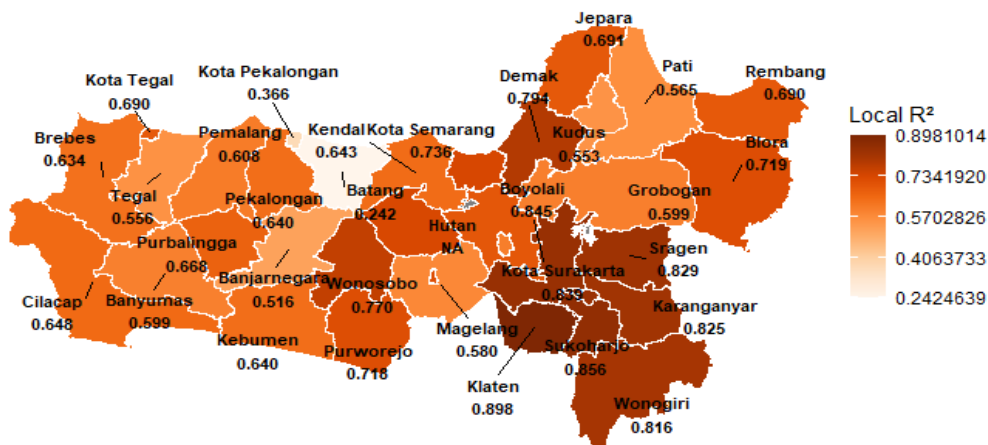 Jepara
0.691
Kota Tegal
0.690
Kota Pekalongan
0.366
Demak
0.794
Pati
0.565
Rembang
0.690
Brebes
0.634
Pemalang
0.608
Kendal
0.643
Kota Semarang
0.736
Kudus
0.553
Blora
0.719
Tegal
0.556
Pekalongan
0.640
Batang
0.242
Boyolali
0.845
Grobogan
0.599
Purbalingga
0.668
Hutan
NA
Sragen
0.829
Cilacap
0.648
Banyumas
0.599
Banjarnegara
0.516
Wonosobo
0.770
Kota Surakarta
0.839
Karanganyar
0.825
Kebumen
0.640
Purworejo
0.718
Magelang
0.580
Sukoharjo
0.856
Klaten
0.898
Wonogiri
0.816
Local R²
0.8981014
0.7341920
0.5702826
0.4063733
0.2424639